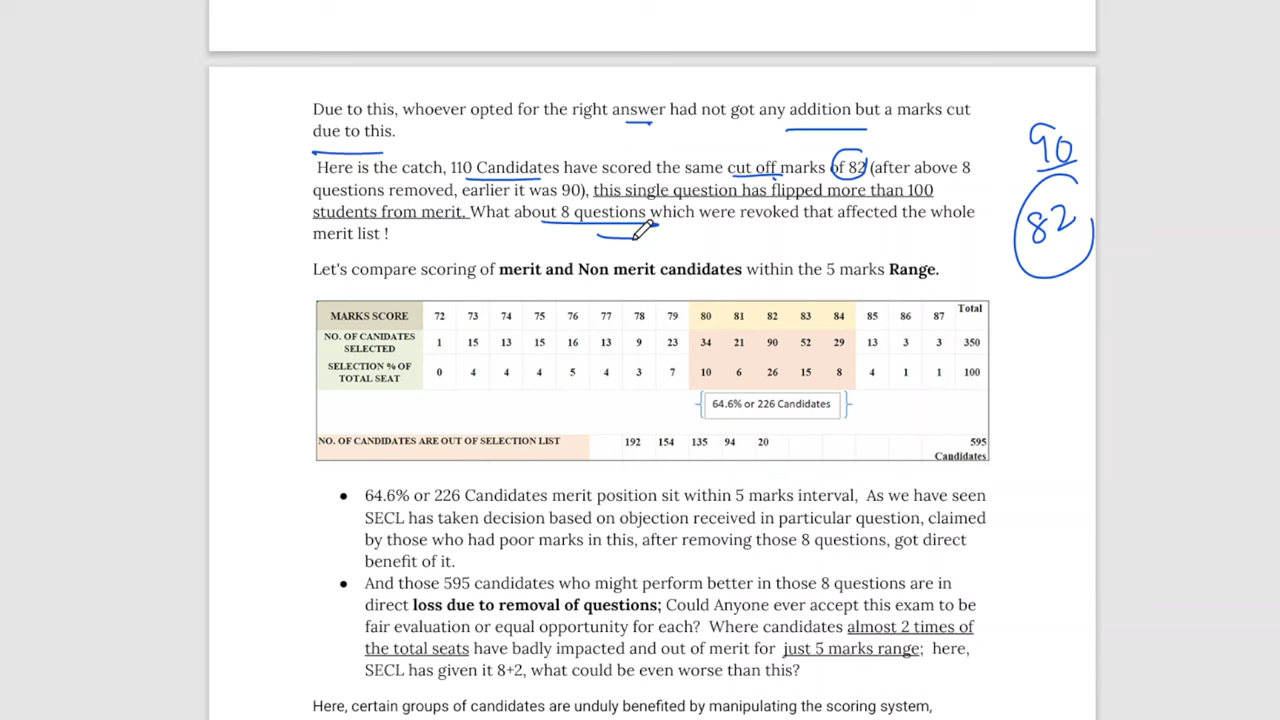 Due to this, whoever opted for the right answer had not got any addition but a marks cut
due to this.
Here is the catch, 110 Candidates have scored the same cut off marks of 82 (after above 8
questions removed, earlier it was 90), this single question has flipped more than 100
students from merit. What about 8 questions which were revoked that affected the whole
merit list !
90
82
Let's compare scoring of merit and Non merit candidates within the 5 marks Range.
MARKS SCORE 72 73 74 75 76 77 78 79 80 81 82 83 84 85 86 87 Total
NO. OF CANIDATES
SELECTED 1 15 13 15 16 13 9 23 34 21 90 52 29 13 3 3 350
SELECTION % OF
TOTAL SEAT 0 4 4 4 5 4 3 7 10 6 26 15 8 4 1 1 100
64.6% or 226 Candidates
NO. OF CANDIDATES ARE OUT OF SELECTION LIST 192 154 135 94 20 595
Candidates
● 64.6% or 226 Candidates merit position sit within 5 marks interval, As we have seen
SECL has taken decision based on objection received in particular question, claimed
by those who had poor marks in this, after removing those 8 questions, got direct
benefit of it.
● And those 595 candidates who might perform better in those 8 questions are in
direct loss due to removal of questions; Could Anyone ever accept this exam to be
fair evaluation or equal opportunity for each? Where candidates almost 2 times of
the total seats have badly impacted and out of merit for just 5 marks range; here,
SECL has given it 8+2, what could be even worse than this?
Here, certain groups of candidates are unduly benefited by manipulating the scoring system,